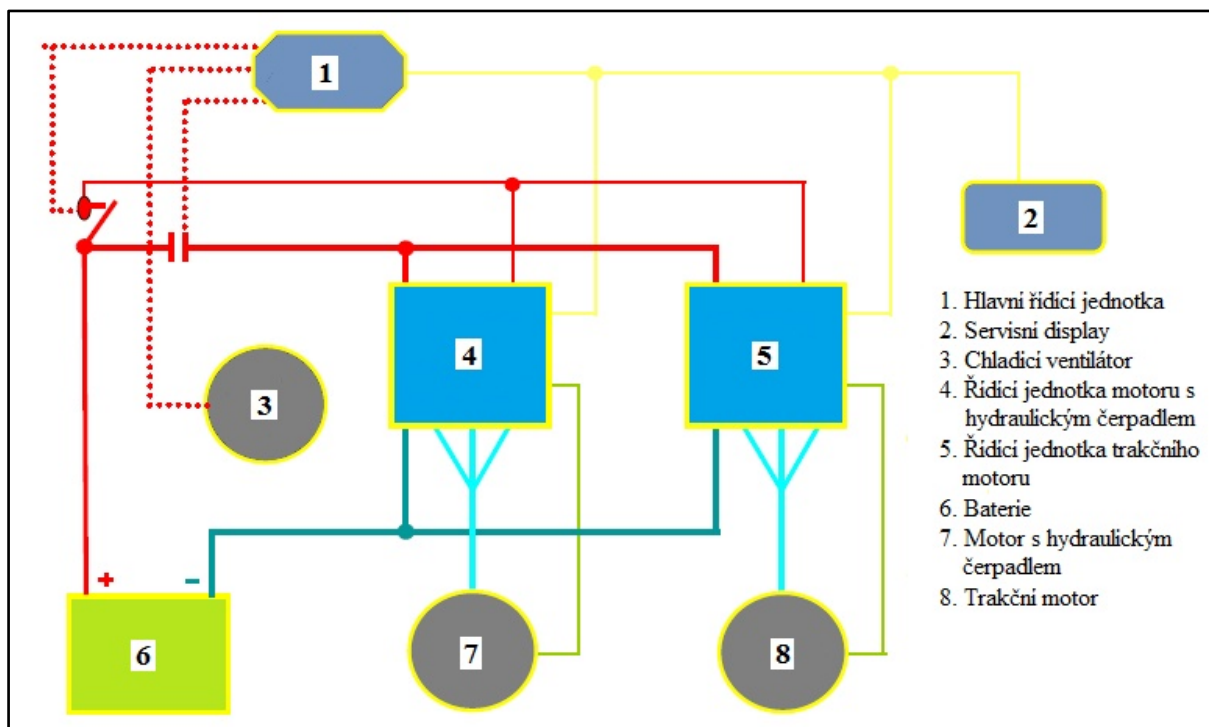 1
2
3
4
5
+
−
6
7
8
1. Hlavní řídící jednotka
2. Servisní display
3. Chladicí ventilátor
4. Řídící jednotka motoru s
hydraulickým čerpadlem
5. Řídící jednotka trakčního
motoru
6. Baterie
7. Motor s hydraulickým
čerpadlem
8. Trakční motor